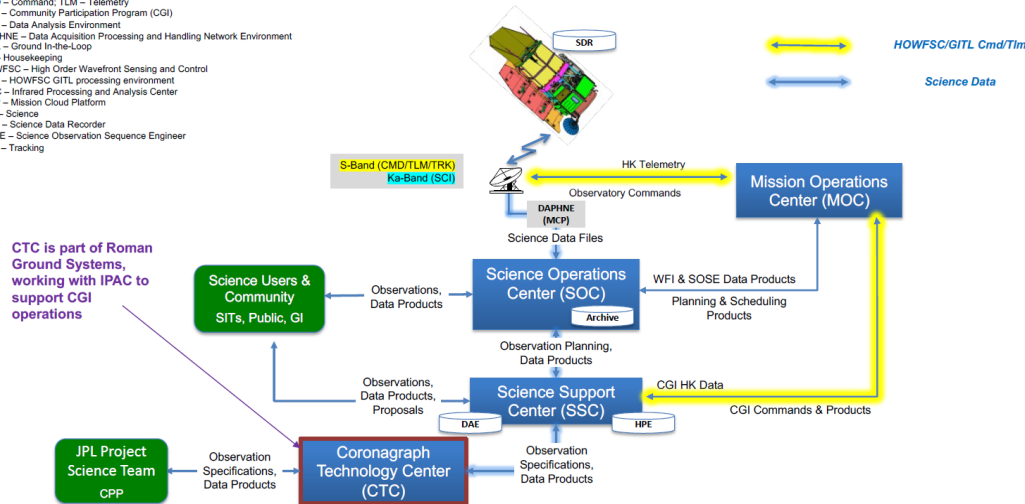 – Command; TLM – Telemetry
– Community Participation Program (CGI)
– Data Analysis Environment
HNE – Data Acquisition Processing and Handling Network Environment
– Ground In-the-Loop
Housekeeping
WFSC – High Order Wavefront Sensing and Control
– HOWFSC GITL processing environment
C – Infrared Processing and Analysis Center
– Mission Cloud Platform
– Science
– Science Data Recorder
E – Science Observation Sequence Engineer
– Tracking
SDR
HOWFSC/GITL Cmd/Tlm
Science Data
S-Band (CMD/TLM/TRK)
Ka-Band (SCI)
HK Telemetry
Observatory Commands
Mission Operations
Center (MOC)
DAPHNE
(MCP)
Science Data Files
CTC is part of Roman
Ground Systems,
working with IPAC to
support CGI
operations
Science Users &
Community
SITs, Public, GI
Observations,
Data Products
Science Operations
Center (SOC)
Archive
WFI & SOSE Data Products
Planning & Scheduling
Products
Observation Planning,
Data Products
Observations,
Data Products,
Proposals
Science Support
Center (SSC)
DAE
HPE
CGI HK Data
CGI Commands & Products
JPL Project
Science Team
CPP
Observation
Specifications,
Data Products
Coronagraph
Technology Center
(CTC)
Observation
Specifications,
Data Products